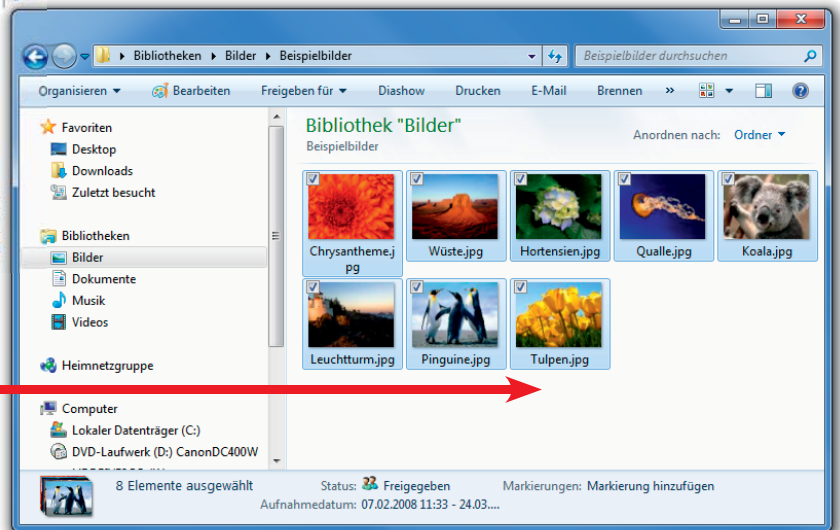 Bibliotheken Bilder Beispielbilder
Beispielbilder durchsuchen
Organisieren Bearbeiten Freigeben für Diashow Drucken E-Mail Brennen »
Favoriten
Desktop
Downloads
Zuletzt besucht
Bibliotheken
Bilder
Dokumente
Musik
Videos
Heimnetzgruppe
Computer
Lokaler Datenträger (C:)
DVD-Laufwerk (D:) CanonDC400W
Bibliothek "Bilder"
Beispielbilder
Anordnen nach: Ordner
Chrysantheme.j
pg
Wüste.jpg
Hortensien.jpg
Qualle.jpg
Koala.jpg
Leuchtturm.jpg
Pinguine.jpg
Tulpen.jpg
8 Elemente ausgewählt
Status: Freigegeben
Markierungen: Markierung hinzufügen
Aufnahmedatum: 07.02.2008 11:33 - 24.03....